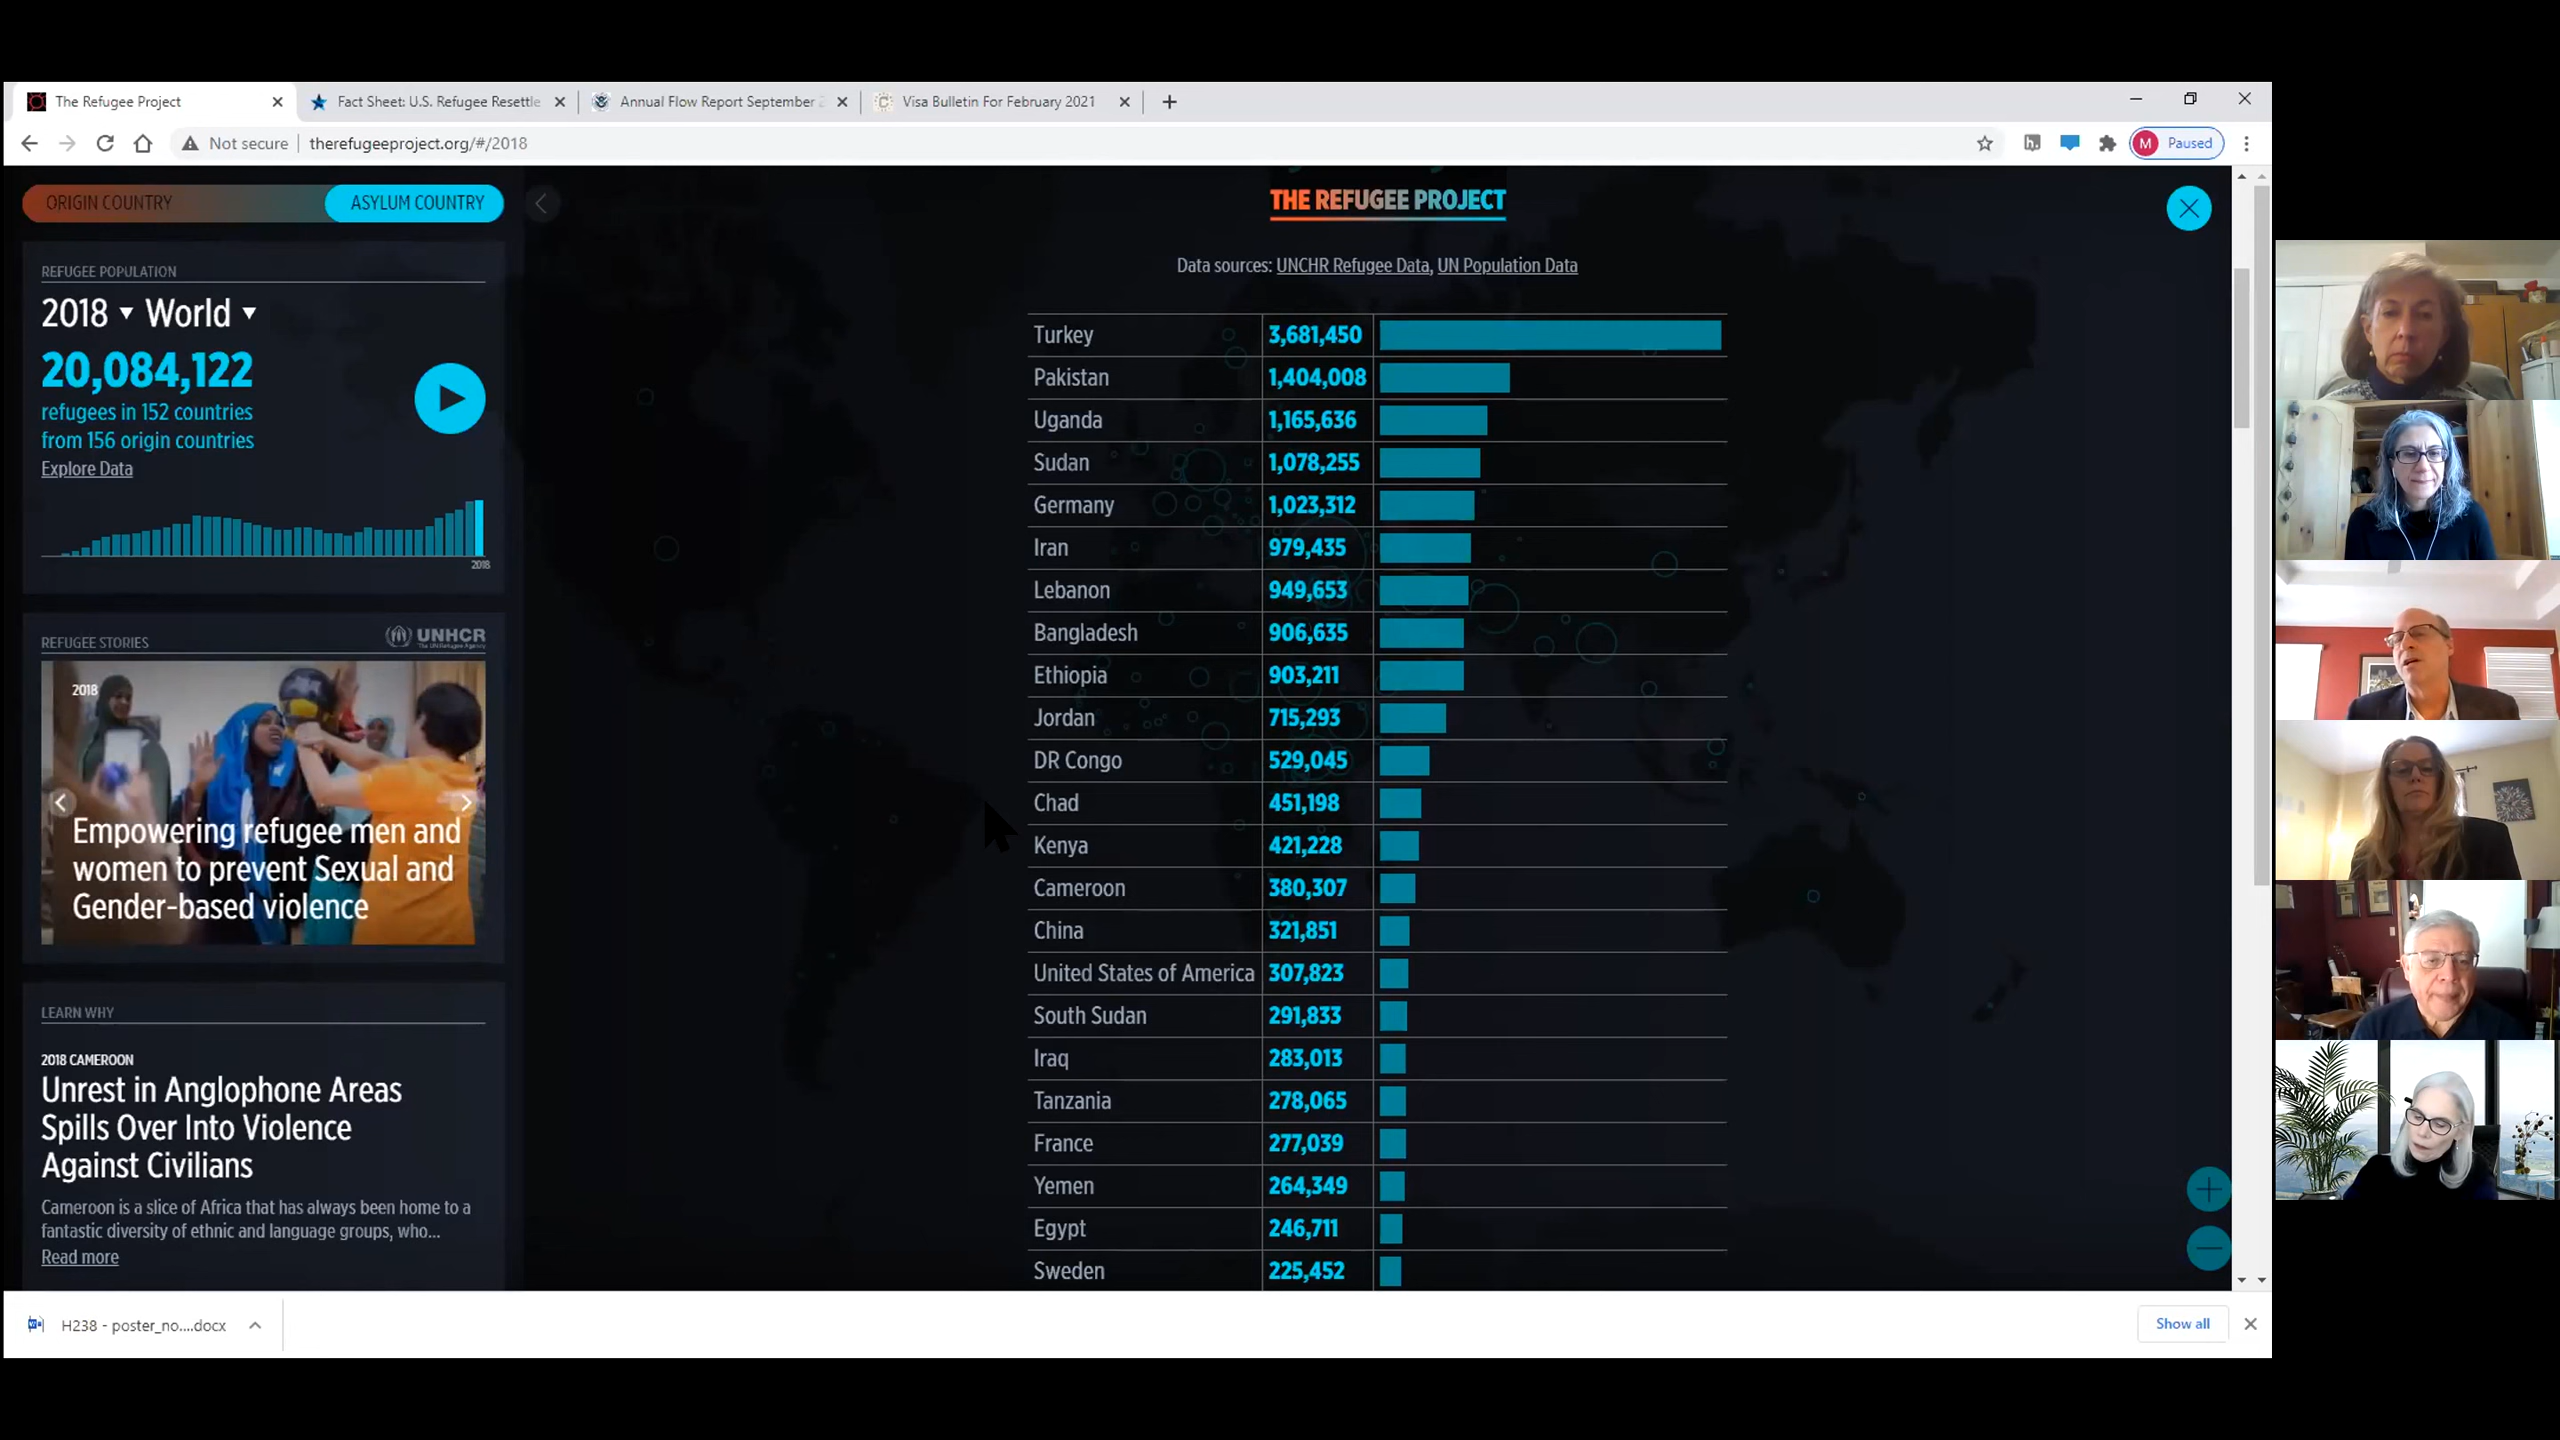 The Refugee Project
Fact Sheet: U.S. Refugee Resettle
Annual Flow Report September
Visa Bulletin For February 2021
Not secure
therefugeeproject.org/#/2018
M
Paused
ORIGIN COUNTRY
ASYLUM COUNTRY
REFUGEE POPULATION
2018 ▾ World ▾
20,084,122
refugees in 152 countries
from 156 origin countries
Explore Data
2018
REFUGEE STORIES
UNHCR
The UN Refugee Agency
2018
Empowering refugee men and
women to prevent Sexual and
Gender-based violence
LEARN WHY
2018 CAMEROON
Unrest in Anglophone Areas
Spills Over Into Violence
Against Civilians
Cameroon is a slice of Africa that has always been home to a
fantastic diversity of ethnic and language groups, who...
Read more
THE REFUGEE PROJECT
Data sources: UNCHR Refugee Data, UN Population Data
Turkey 3,681,450
Pakistan 1,404,008
Uganda 1,165,636
Sudan 1,078,255
Germany 1,023,312
Iran 979,435
Lebanon 949,653
Bangladesh 906,635
Ethiopia 903,211
Jordan 715,293
DR Congo 529,045
Chad 451,198
Kenya 421,228
Cameroon 380,307
China 321,851
United States of America 307,823
South Sudan 291,833
Iraq 283,013
Tanzania 278,065
France 277,039
Yemen 264,349
Egypt 246,711
Sweden 225,452
H238 - poster_no....docx
Show all